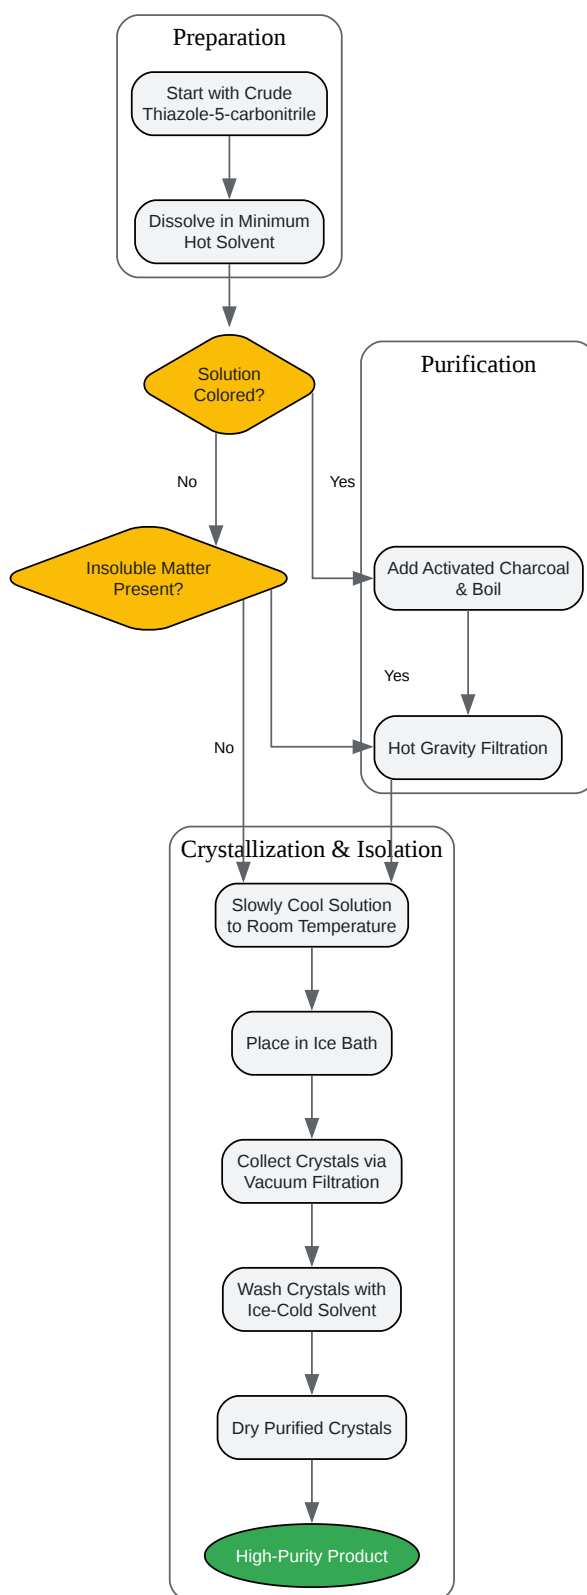 Preparation
Start with Crude
Thiazole-5-carbonitrile
Dissolve in Minimum
Hot Solvent
Solution
Colored?
Purification
No
Yes
Insoluble Matter
Present?
Add Activated Charcoal
& Boil
Yes
No
Hot Gravity Filtration
Crystallization & Isolation
Slowly Cool Solution
to Room Temperature
Place in Ice Bath
Collect Crystals via
Vacuum Filtration
Wash Crystals with
Ice-Cold Solvent
Dry Purified Crystals
High-Purity Product